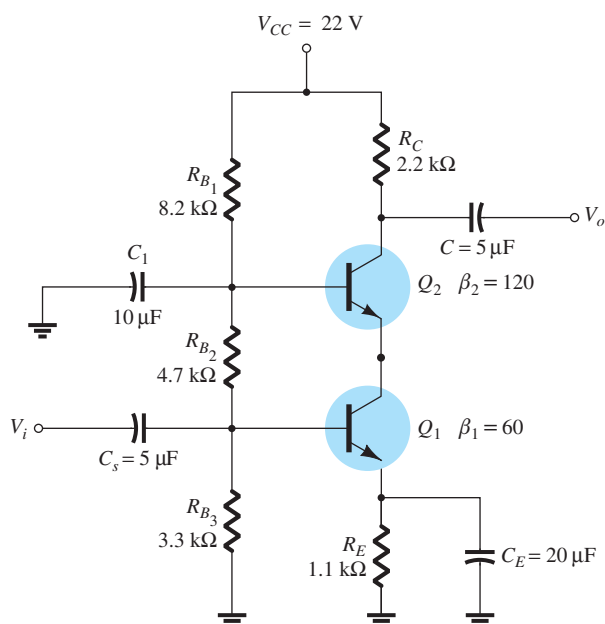 V_CC = 22 V
R_C
2.2 kΩ
R_B1
8.2 kΩ
V_o
C = 5 μF
C_1
10 μF
Q_2 β_2 = 120
R_B2
4.7 kΩ
V_i
C_s = 5 μF
Q_1 β_1 = 60
R_B3
3.3 kΩ
R_E
1.1 kΩ
C_E = 20 μF